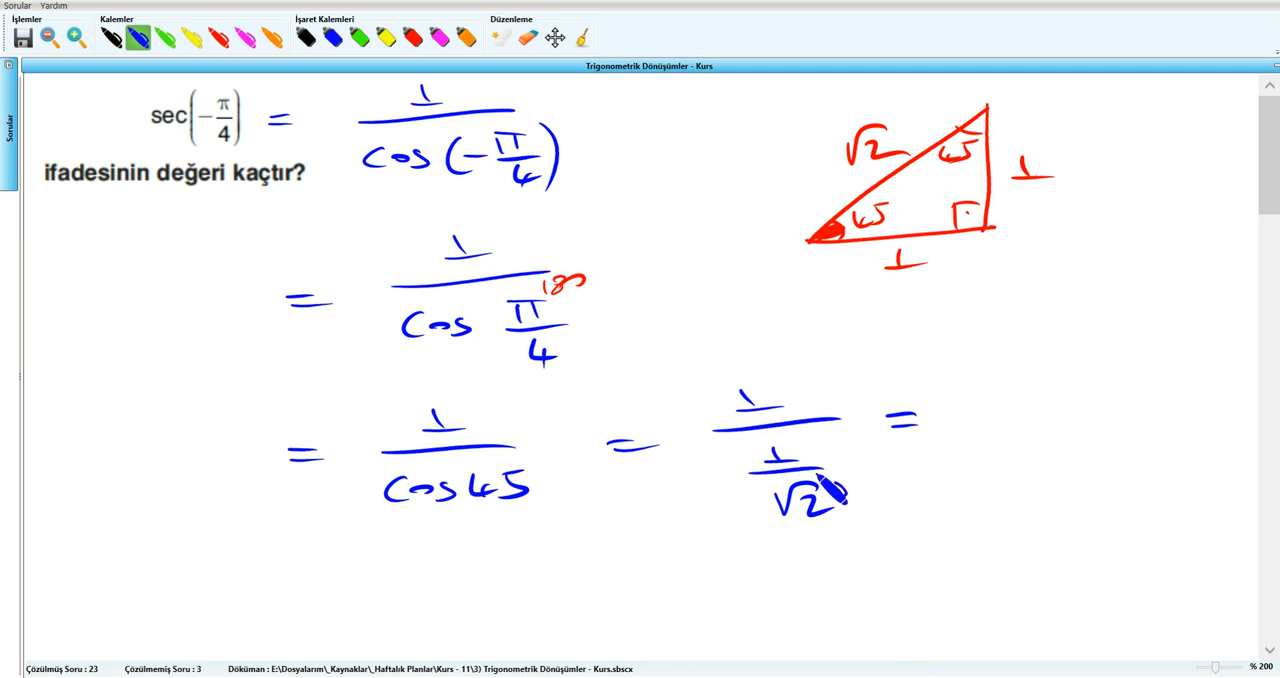 Sorular Yardım
İşlemler Kalemler İşaret Kalemleri Düzenleme
Trigonometrik Dönüşümler - Kurs
Sorular
sec(-π/4) = 1/cos(-π/4)
ifadesinin değeri kaçtır?
= 1/cos π/4
180
= 1/cos 45 = 1/(1/√2) =
√2 45 1
45
1
Çözülmüş Soru : 23 Çözülmemiş Soru : 3 Döküman : E:\Dosyalarım\_Kaynaklar\_Haftalık Planlar\Kurs - 11\3) Trigonometrik Dönüşümler - Kurs.sbscx % 200